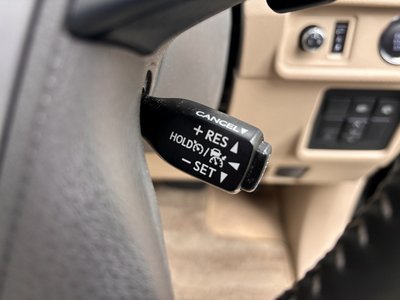 CANCEL
+ RES
HOLD /
− SET